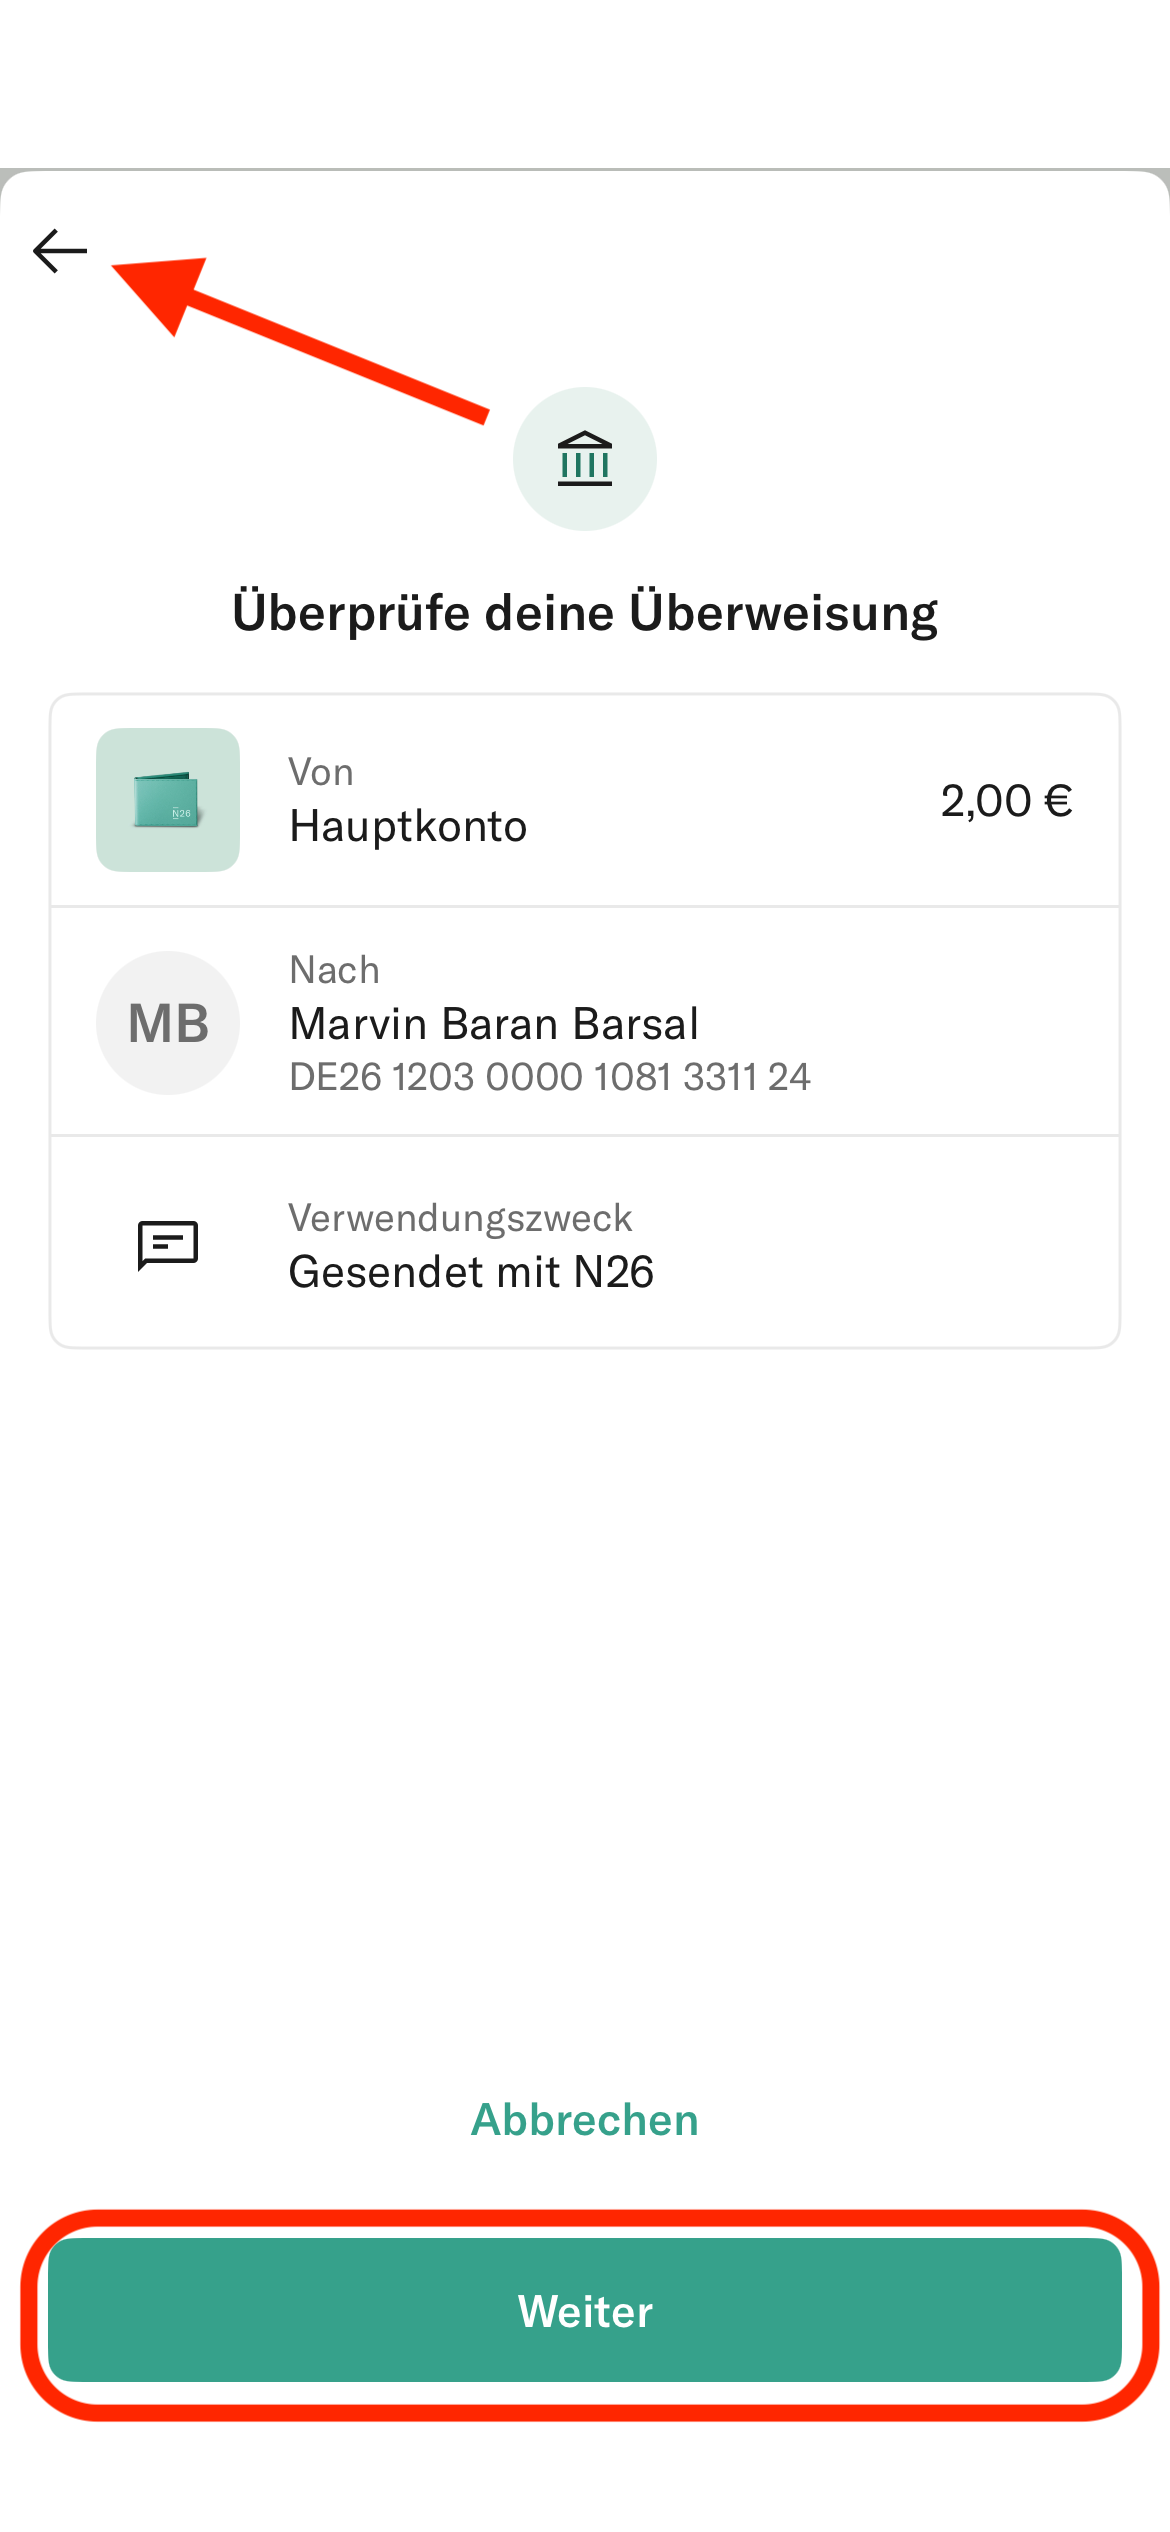 Überprüfe deine Überweisung
N26
Von
Hauptkonto
2,00 €
MB
Nach
Marvin Baran Barsal
DE26 1203 0000 1081 3311 24
Verwendungszweck
Gesendet mit N26
Abbrechen
Weiter